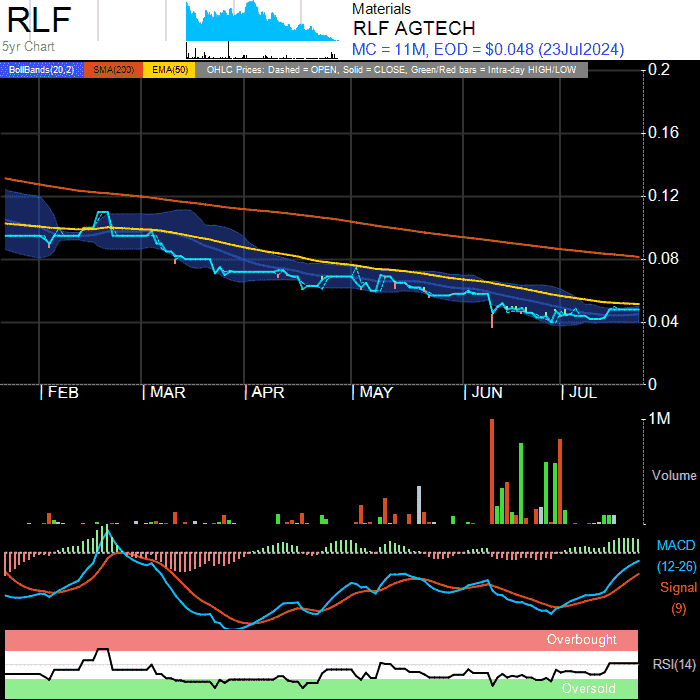 RLF
5yr Chart
Materials
RLF AGTECH
MC = 11M, EOD = $0.048 (23Jul2024)
BollBands(20,2) SMA(200) EMA(50) OHLC Prices: Dashed = OPEN, Solid = CLOSE, Green/Red bars = Intra-day HIGH/LOW
0.2
0.16
0.12
0.08
0.04
0
FEB MAR APR MAY JUN JUL
1M
Volume
MACD
(12-26)
Signal
(9)
Overbought
RSI(14)
Oversold